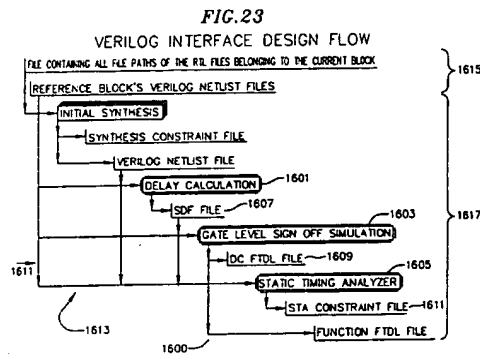 FIG.23
VERILOG INTERFACE DESIGN FLOW
FILE CONTAINING ALL FILE PATHS OF THE RTL FILES BELONGING TO THE CURRENT BLOCK
1615
REFERENCE BLOCK'S VERILOG NETLIST FILES
INITIAL SYNTHESIS
SYNTHESIS CONSTRAINT FILE
VERILOG NETLIST FILE
DELAY CALCULATION
1601
SDF FILE
1607
1603
1617
GATE LEVEL SIGN OFF SIMULATION
1611
DC FTDL FILE
1609
1605
STATIC TIMING ANALYZER
STA CONSTRAINT FILE
1611
1613
1600
FUNCTION FTDL FILE